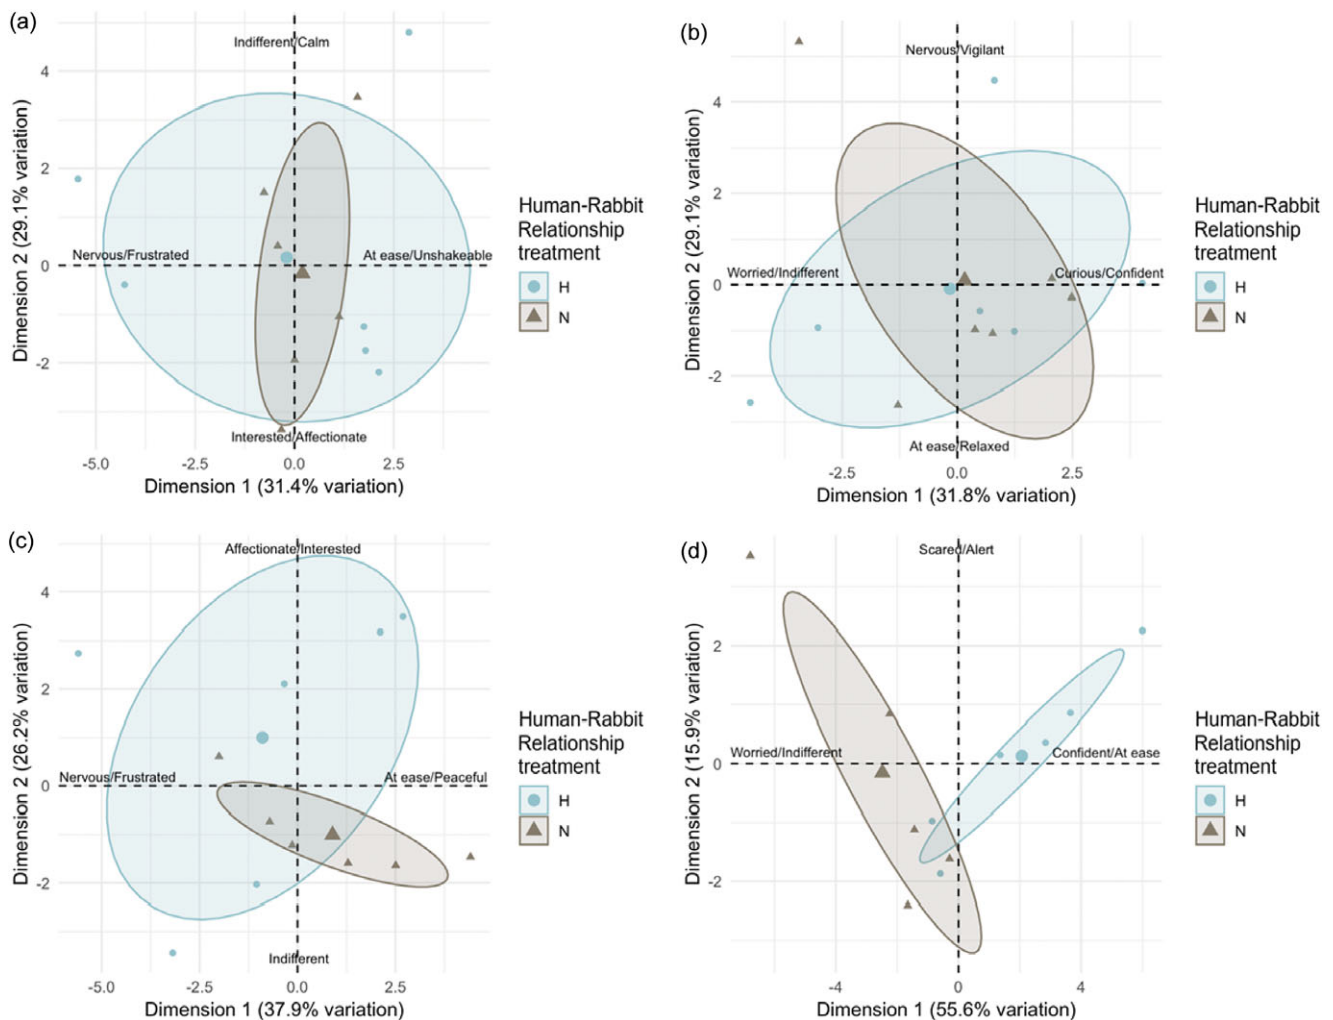 (a)
Indifferent/Calm
4
2
0
-2
Nervous/Frustrated
At ease/Unshakeable
Interested/Affectionate
-5.0 -2.5 0.0 2.5
Dimension 1 (31.4% variation)
Dimension 2 (29.1% variation)
Human-Rabbit
Relationship
treatment
H
N
(b)
Nervous/Vigilant
4
2
0
-2
Worried/Indifferent
Curious/Confident
At ease/Relaxed
-2.5 0.0 2.5
Dimension 1 (31.8% variation)
Dimension 2 (29.1% variation)
Human-Rabbit
Relationship
treatment
H
N
(c)
Affectionate/Interested
4
2
0
-2
Nervous/Frustrated
At ease/Peaceful
Indifferent
-5.0 -2.5 0.0 2.5
Dimension 1 (37.9% variation)
Dimension 2 (26.2% variation)
Human-Rabbit
Relationship
treatment
H
N
(d)
Scared/Alert
2
0
-2
Worried/Indifferent
Confident/At ease
-4 0 4
Dimension 1 (55.6% variation)
Dimension 2 (15.9% variation)
Human-Rabbit
Relationship
treatment
H
N